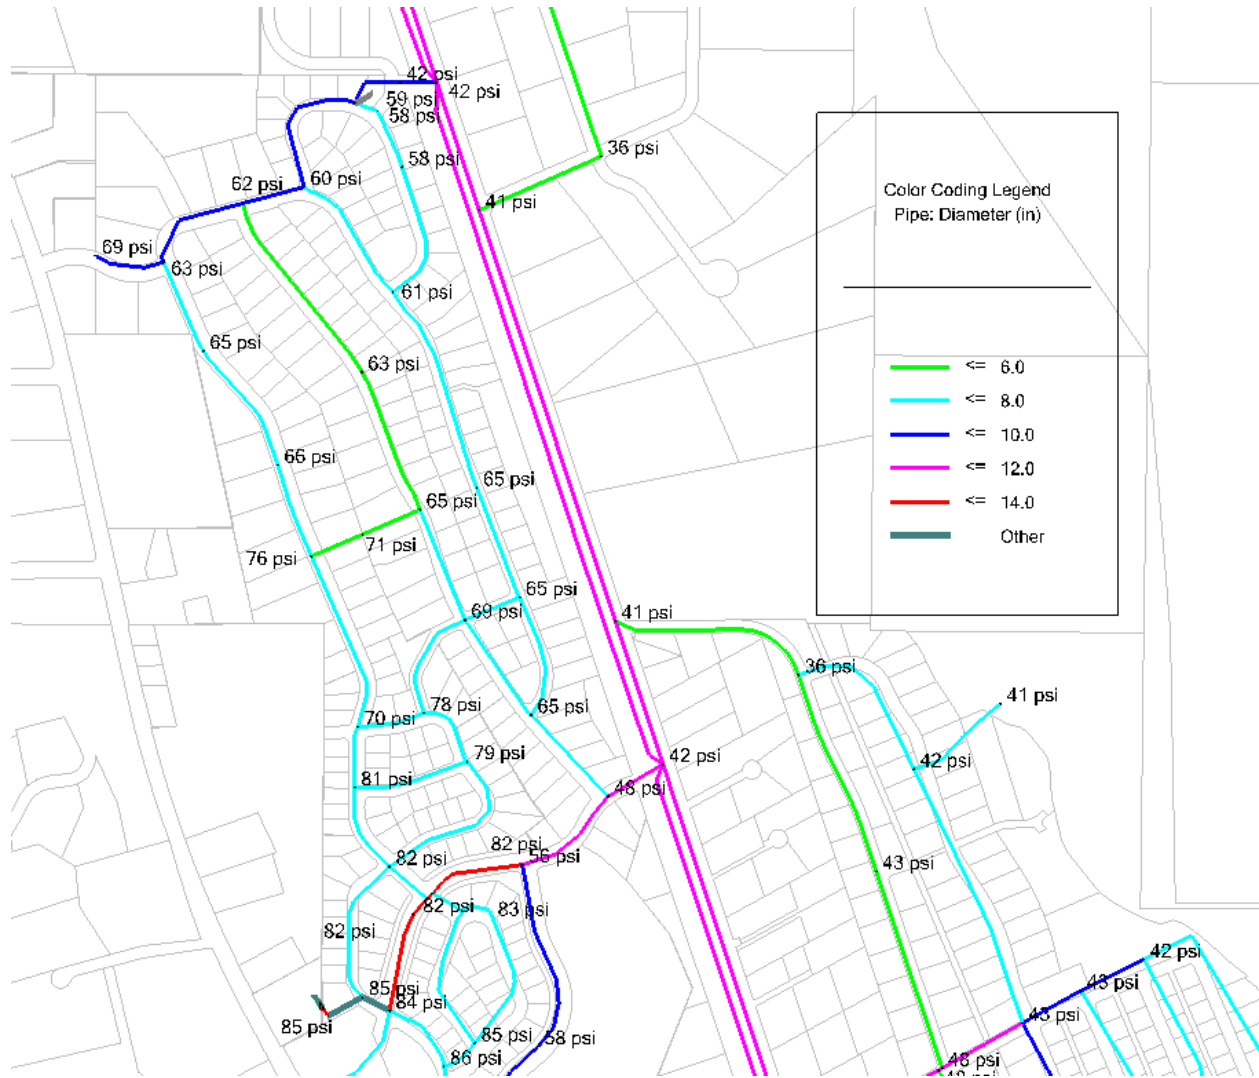 42 psi
42 psi
59 psi
58 psi
36 psi
58 psi
62 psi
60 psi
41 psi
69 psi
63 psi
61 psi
65 psi
63 psi
66 psi
65 psi
65 psi
71 psi
76 psi
65 psi
69 psi
41 psi
36 psi
41 psi
70 psi
78 psi
65 psi
79 psi
42 psi
42 psi
81 psi
48 psi
82 psi
82 psi
56 psi
43 psi
82 psi
83 psi
82 psi
42 psi
43 psi
85 psi
84 psi
85 psi
43 psi
85 psi
58 psi
86 psi
48 psi
48 psi
Color Coding Legend
Pipe: Diameter (in)
<= 6.0
<= 8.0
<= 10.0
<= 12.0
<= 14.0
Other